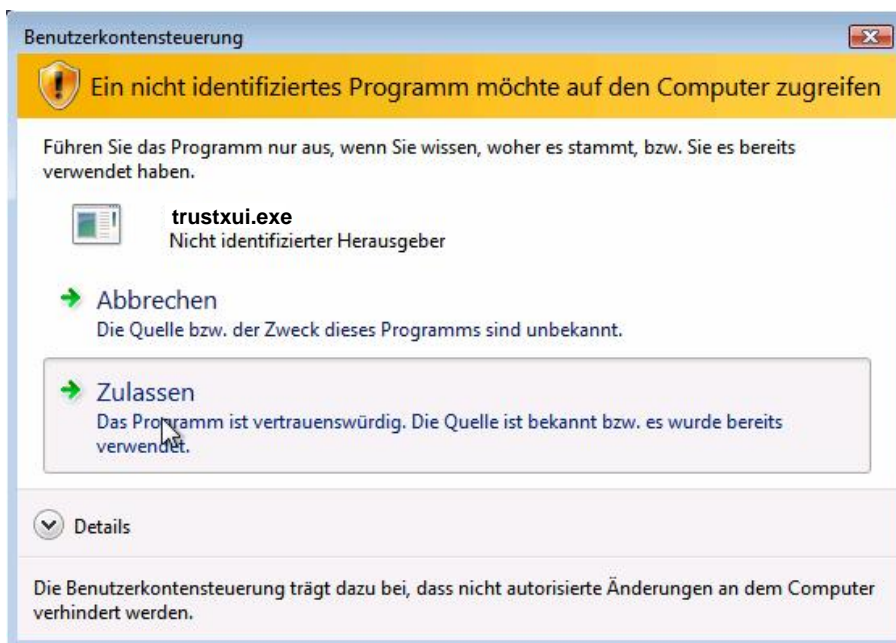 Benutzerkontensteuerung
Ein nicht identifiziertes Programm möchte auf den Computer zugreifen
Führen Sie das Programm nur aus, wenn Sie wissen, woher es stammt, bzw. Sie es bereits
verwendet haben.
trustxui.exe
Nicht identifizierter Herausgeber
Abbrechen
Die Quelle bzw. der Zweck dieses Programms sind unbekannt.
Zulassen
Das Programm ist vertrauenswürdig. Die Quelle ist bekannt bzw. es wurde bereits
verwendet.
Details
Die Benutzerkontensteuerung trägt dazu bei, dass nicht autorisierte Änderungen an dem Computer
verhindert werden.